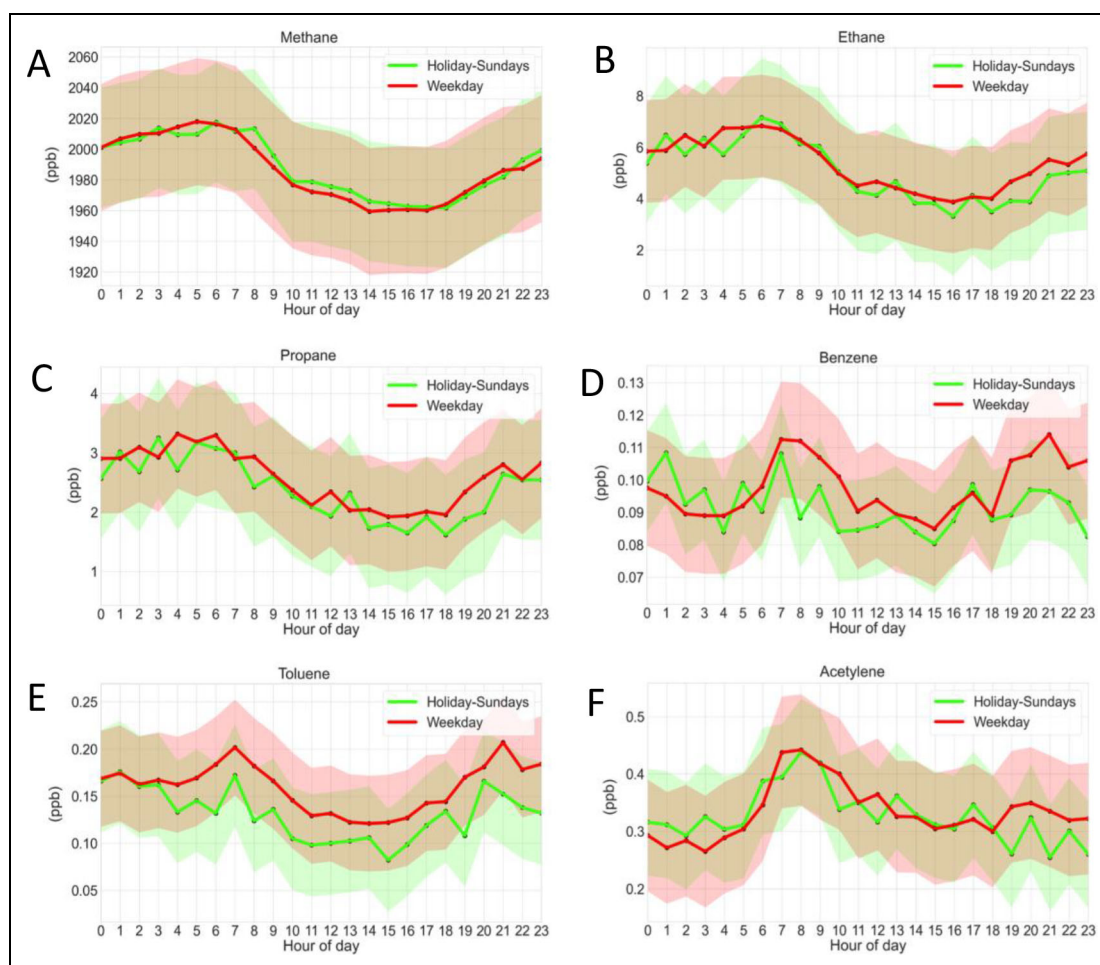 A
Methane
Holiday-Sundays
Weekday
(ppb)
2060
2040
2020
2000
1980
1960
1940
1920
0 1 2 3 4 5 6 7 8 9 10 11 12 13 14 15 16 17 18 19 20 21 22 23
Hour of day
B
Ethane
Holiday-Sundays
Weekday
(ppb)
8
6
4
2
0 1 2 3 4 5 6 7 8 9 10 11 12 13 14 15 16 17 18 19 20 21 22 23
Hour of day
C
Propane
Holiday-Sundays
Weekday
(ppb)
4
3
2
1
0 1 2 3 4 5 6 7 8 9 10 11 12 13 14 15 16 17 18 19 20 21 22 23
Hour of day
D
Benzene
Holiday-Sundays
Weekday
(ppb)
0.13
0.12
0.11
0.10
0.09
0.08
0.07
0 1 2 3 4 5 6 7 8 9 10 11 12 13 14 15 16 17 18 19 20 21 22 23
Hour of day
E
Toluene
Holiday-Sundays
Weekday
(ppb)
0.25
0.20
0.15
0.10
0.05
0 1 2 3 4 5 6 7 8 9 10 11 12 13 14 15 16 17 18 19 20 21 22 23
Hour of day
F
Acetylene
Holiday-Sundays
Weekday
(ppb)
0.5
0.4
0.3
0.2
0 1 2 3 4 5 6 7 8 9 10 11 12 13 14 15 16 17 18 19 20 21 22 23
Hour of day